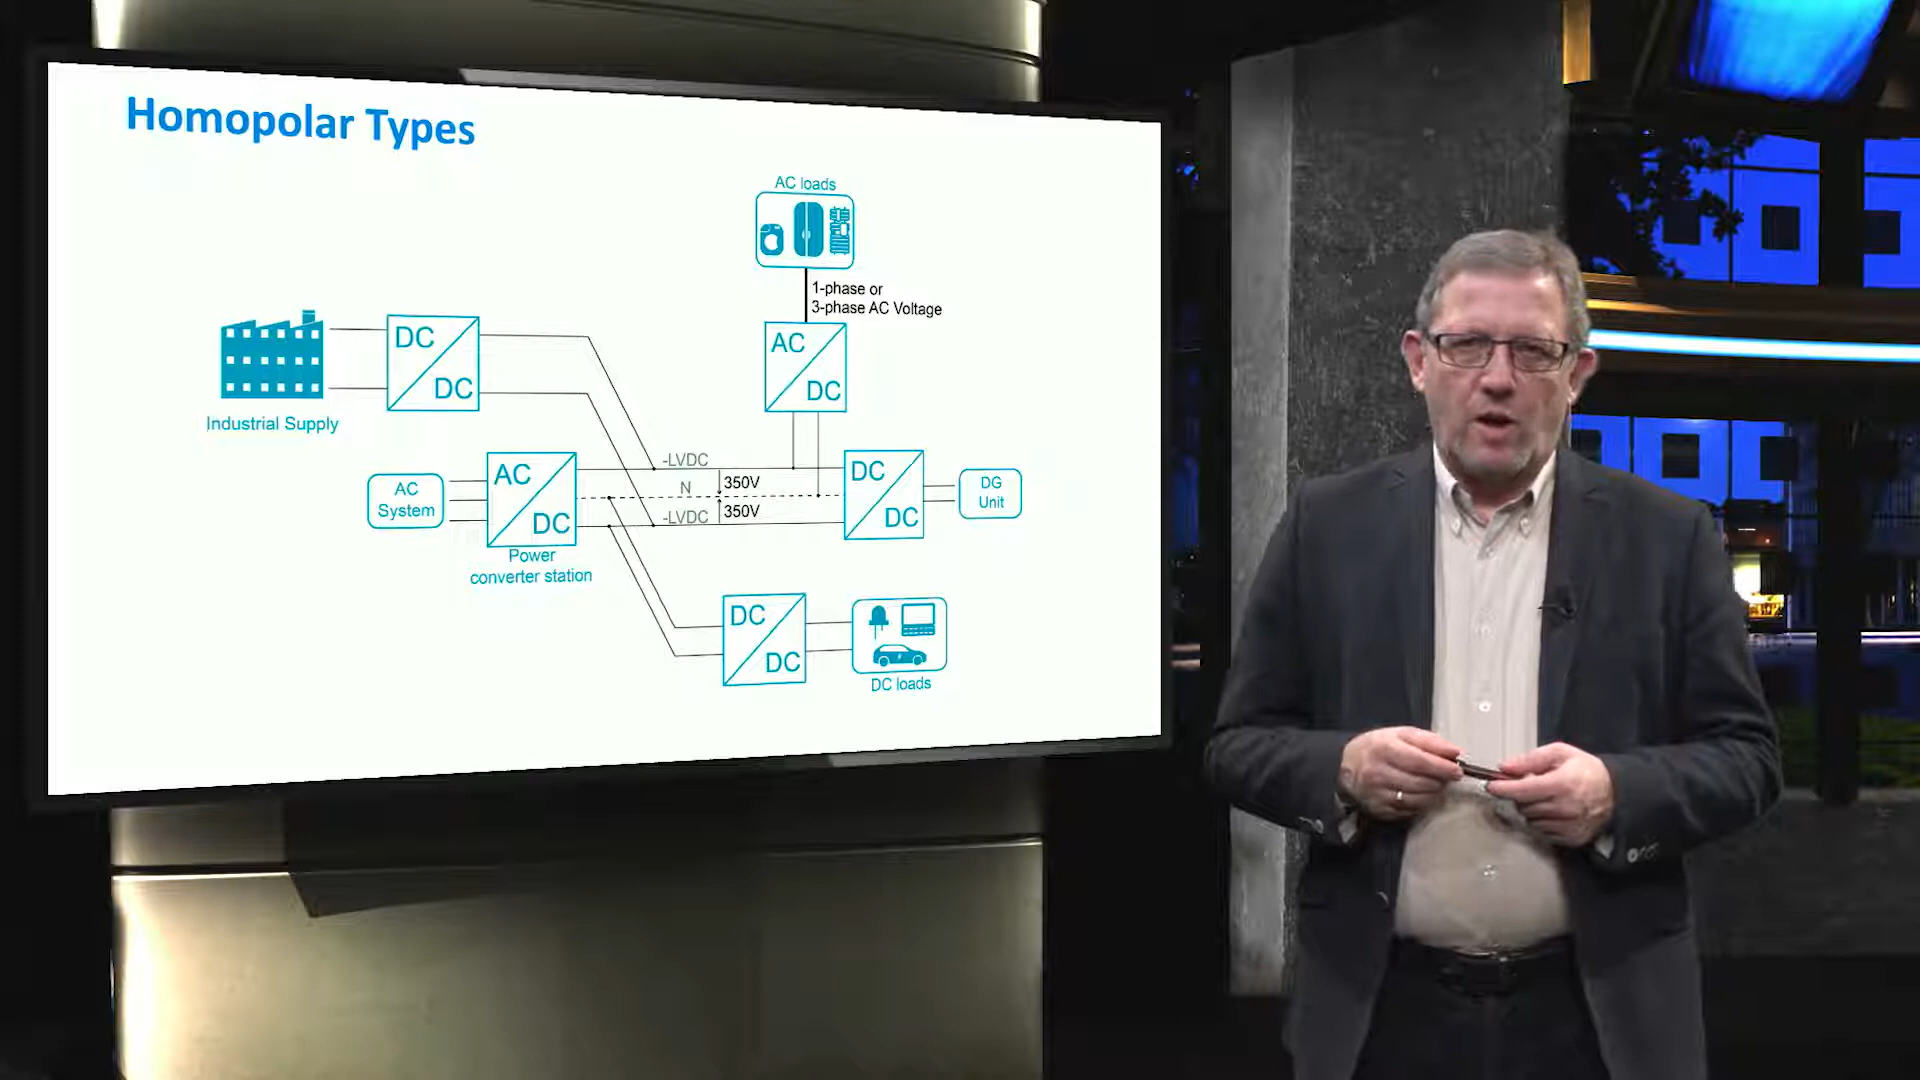 Homopolar Types
AC loads
1-phase or
3-phase AC Voltage
DC
DC
Industrial Supply
AC
DC
-LVDC
350V
N
350V
-LVDC
AC
System
AC
DC
Power
converter station
DC
DC
DG
Unit
DC
DC
DC loads